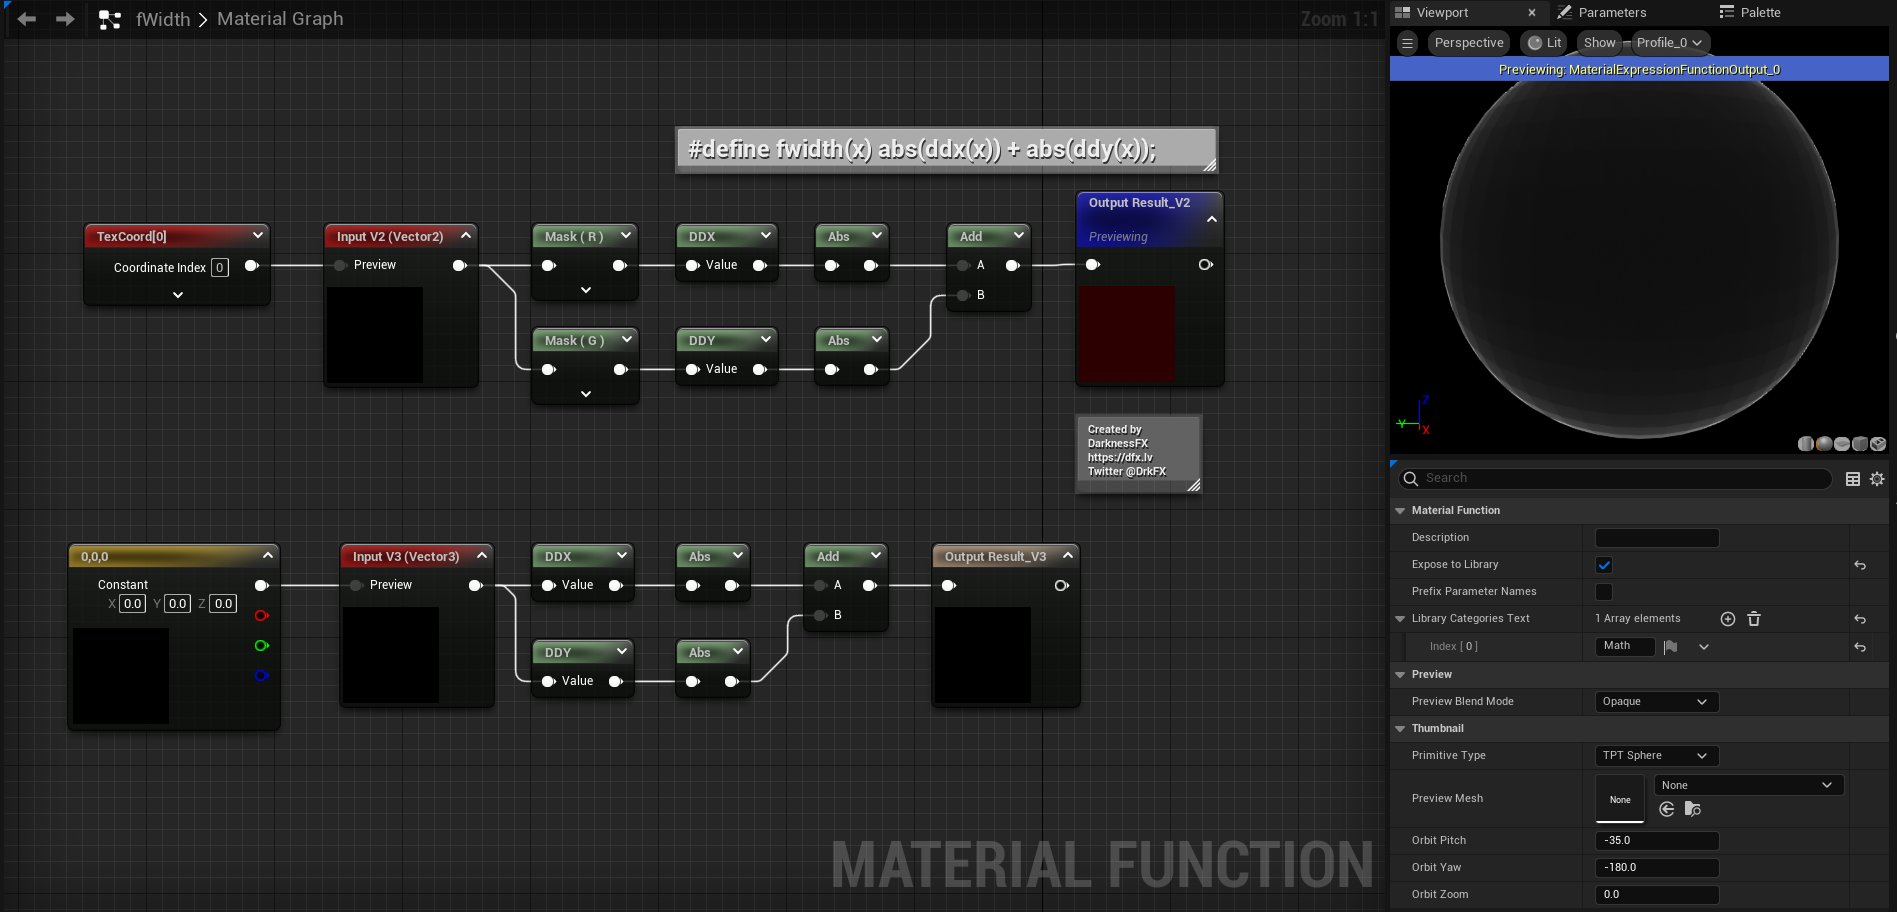 fWidth > Material Graph
Zoom 1:1
#define fwidth(x) abs(ddx(x)) + abs(ddy(x));
TexCoord[0]
Coordinate Index 0
Input V2 (Vector2)
Preview
Mask ( R )
DDX
Value
Abs
Add
A
B
Output Result_V2
Previewing
Mask ( G )
DDY
Value
Abs
Created by
DarknessFX
https://dfx.lv
Twitter @DrkFX
0,0,0
Constant
X 0.0 Y 0.0 Z 0.0
Input V3 (Vector3)
Preview
DDX
Value
Abs
Add
A
B
Output Result_V3
DDY
Value
Abs
MATERIAL FUNCTION
Viewport
Parameters
Palette
Perspective
Lit
Show
Profile_0
Previewing: MaterialExpressionFunctionOutput_0
Z
Y
X
Search
Material Function
Description
Expose to Library
Prefix Parameter Names
Library Categories Text 1 Array elements
Index [ 0 ] Math
Preview
Preview Blend Mode Opaque
Thumbnail
Primitive Type TPT Sphere
Preview Mesh None None
Orbit Pitch -35.0
Orbit Yaw -180.0
Orbit Zoom 0.0